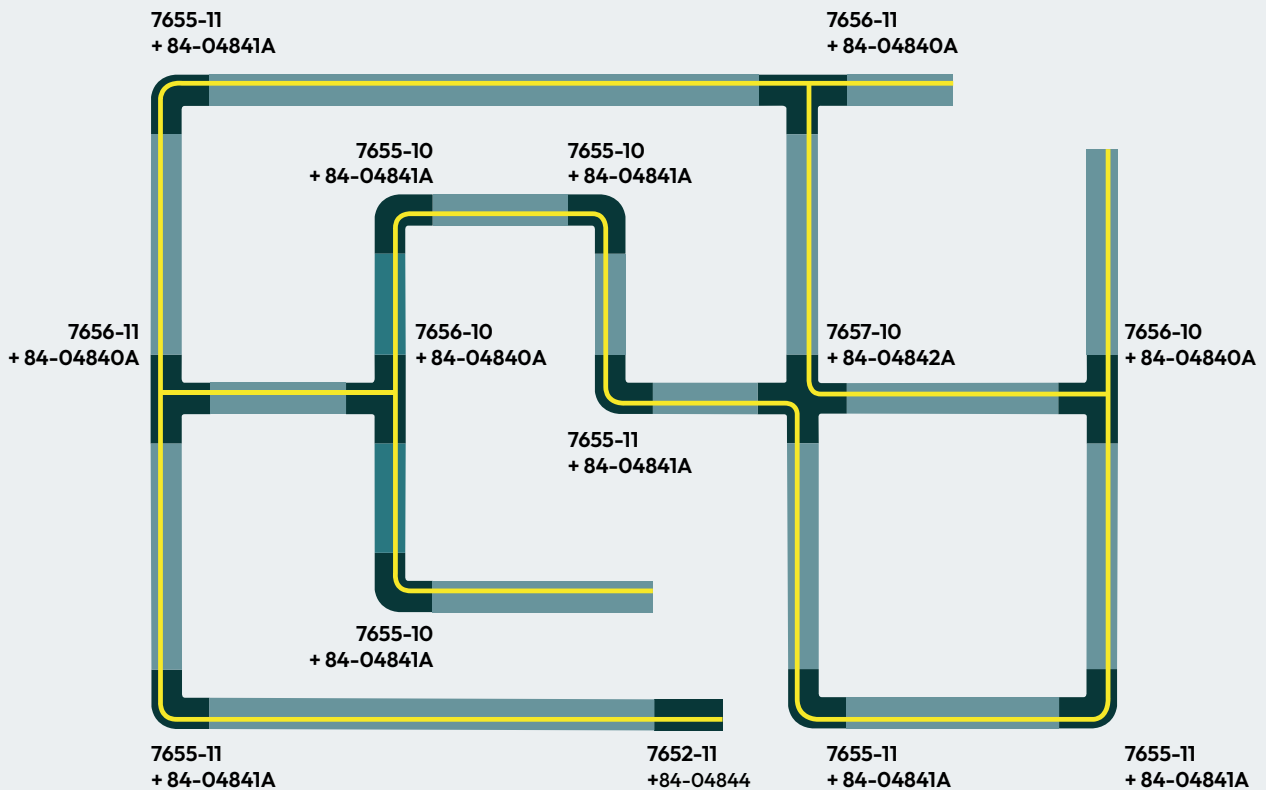 7655-11
+ 84-04841A
7656-11
+ 84-04840A
7655-10
+ 84-04841A
7655-10
+ 84-04841A
7656-11
+ 84-04840A
7656-10
+ 84-04840A
7657-10
+ 84-04842A
7656-10
+ 84-04840A
7655-11
+ 84-04841A
7655-10
+ 84-04841A
7655-11
+ 84-04841A
7652-11
+84-04844
7655-11
+ 84-04841A
7655-11
+ 84-04841A